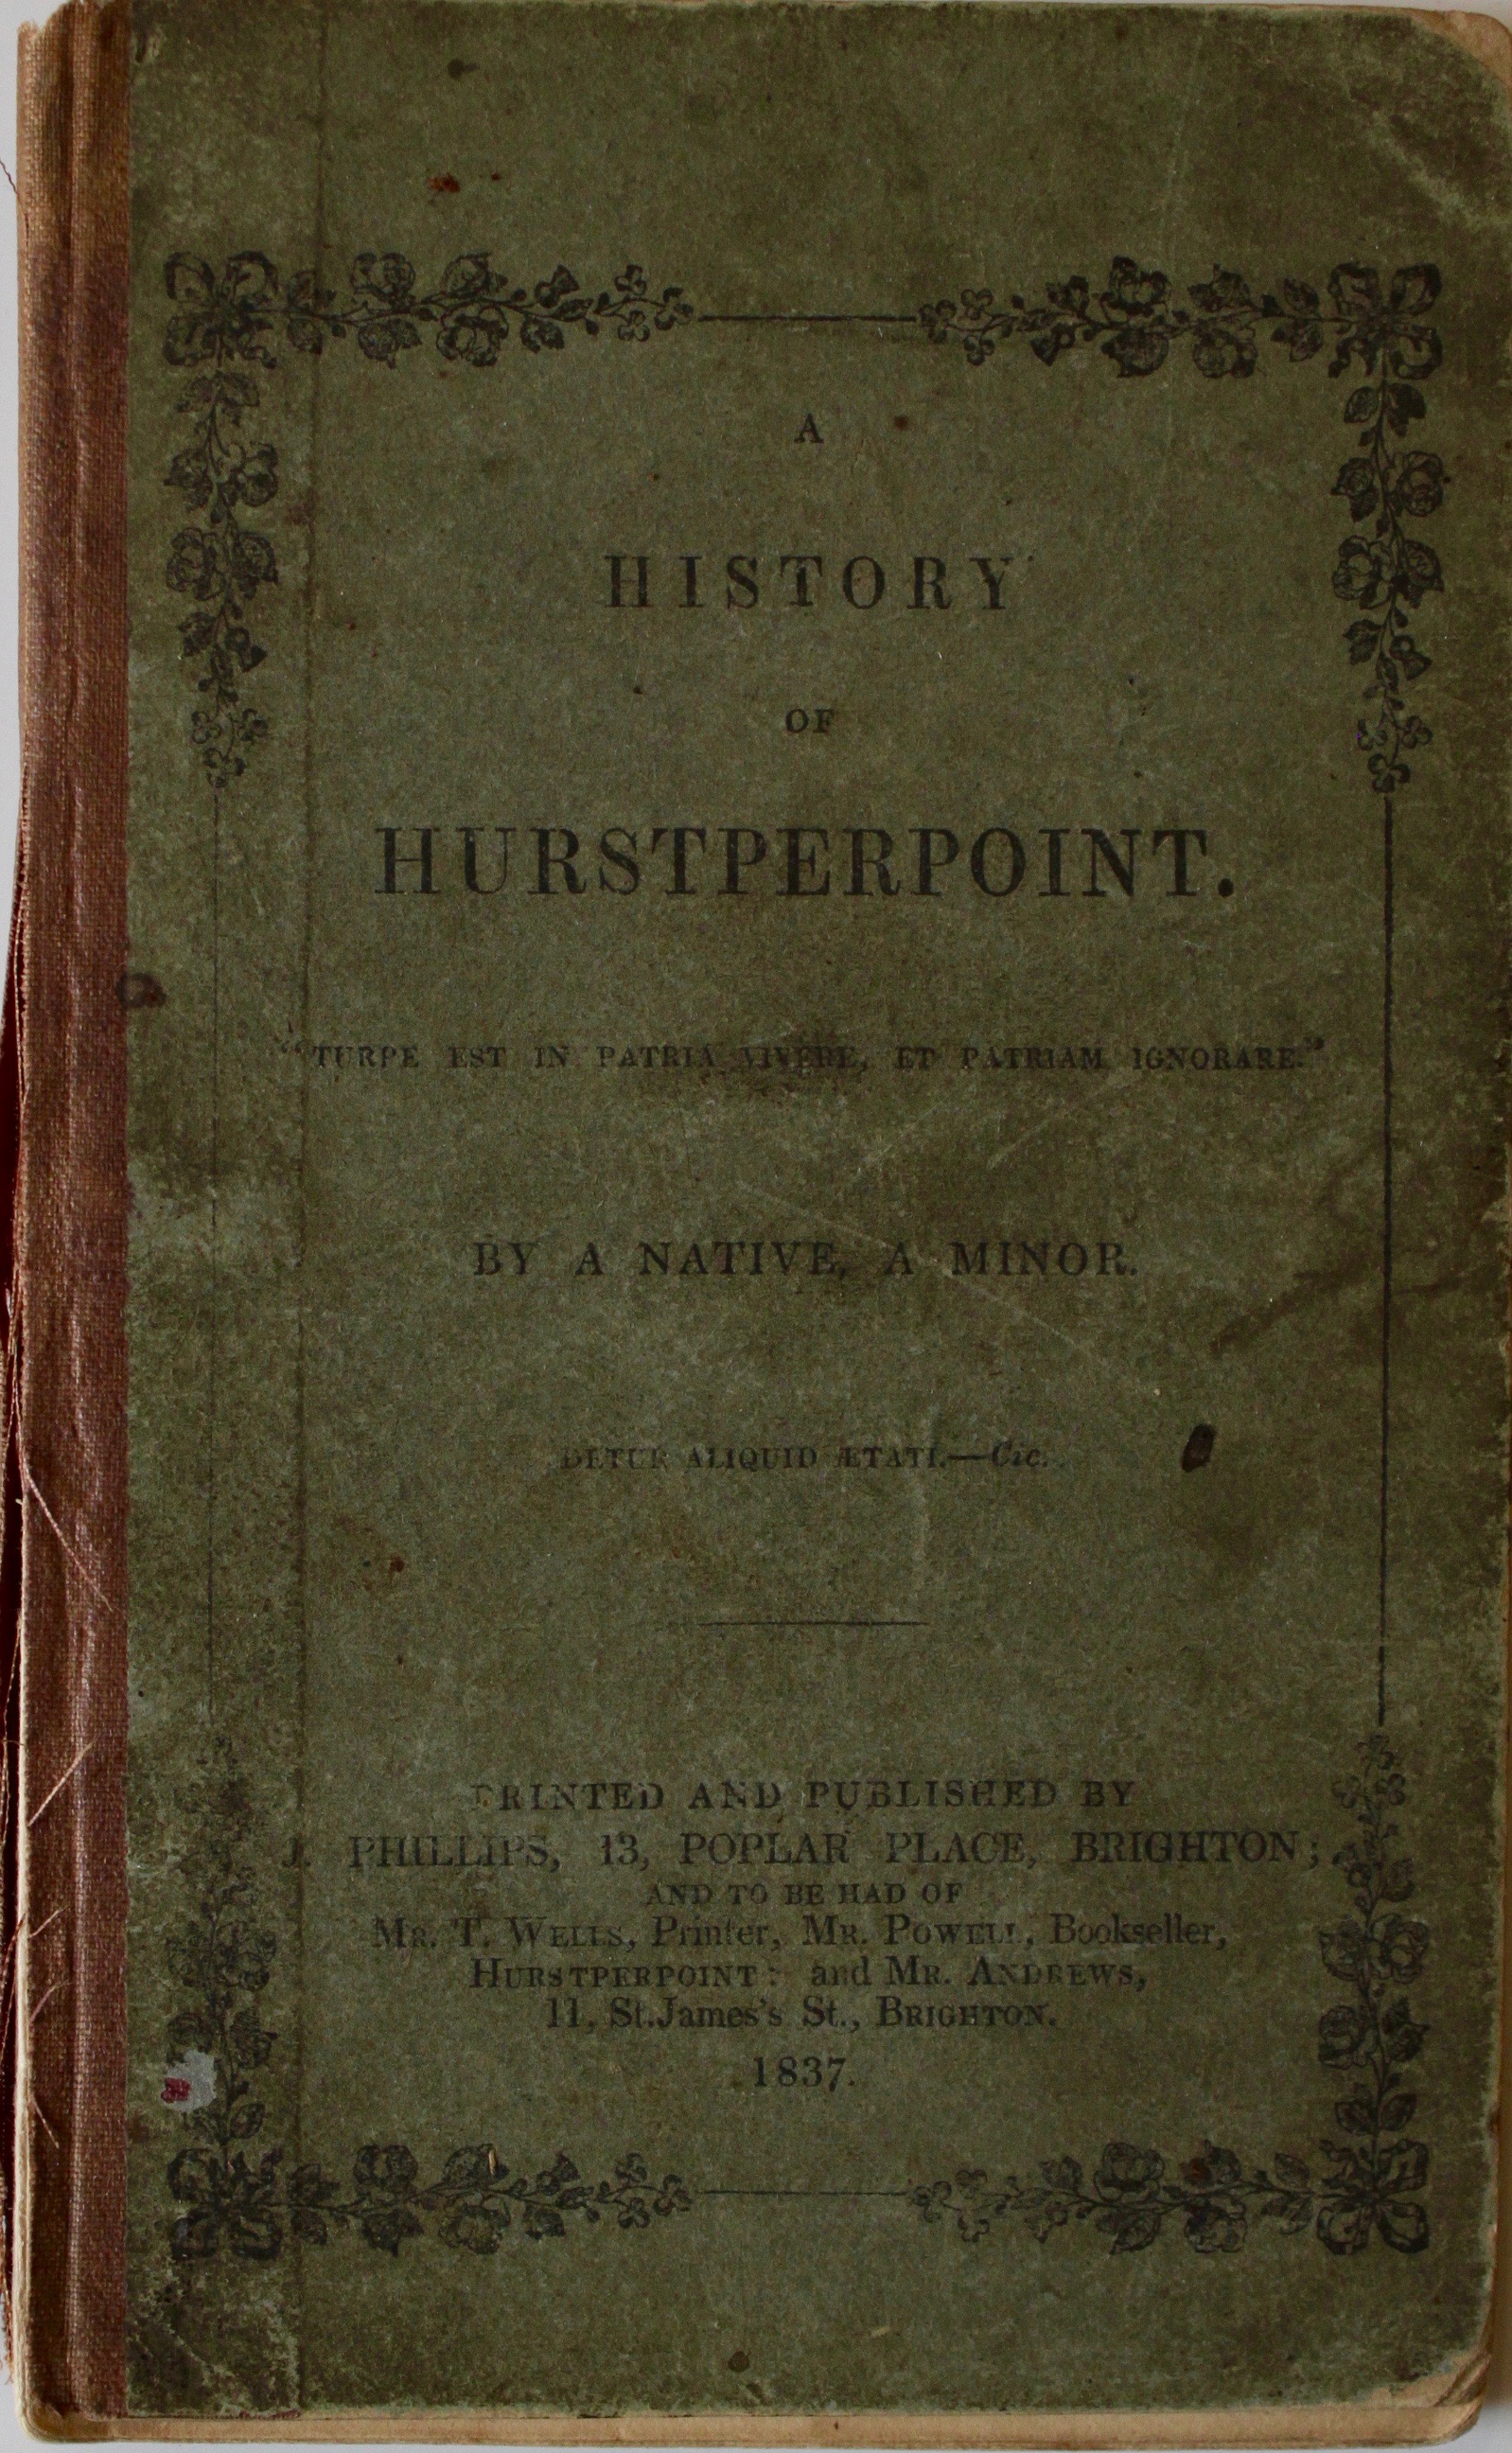 A
HISTORY
OF
HURSTPERPOINT.
“TURPE EST IN PATRIA VIVERE, ET PATRIAM IGNORARE.”
BY A NATIVE, A MINOR.
DETUR ALIQUID ÆTATI.—Cic.
PRINTED AND PUBLISHED BY
J. PHILLIPS, 13, POPLAR PLACE, BRIGHTON;
AND TO BE HAD OF
MR. T. WELLS, Printer, MR. POWELL, Bookseller,
HURSTPERPOINT: and MR. ANDREWS,
11, St. James's St., BRIGHTON.
1837.